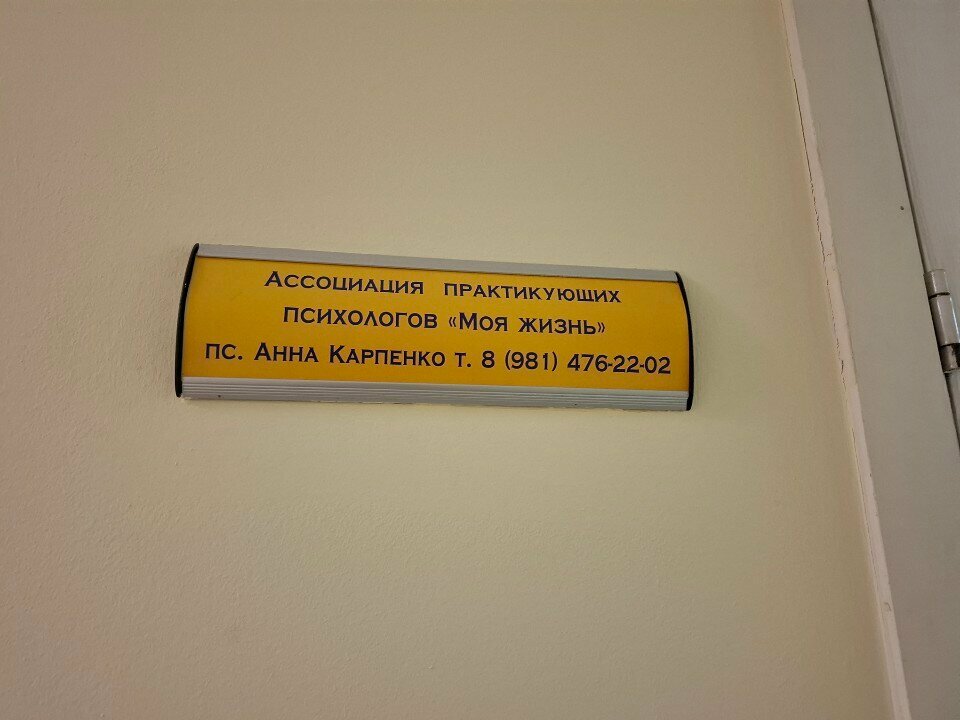 Ассоциация практикующих
психологов «Моя жизнь»
пс. Анна Карпенко т. 8 (981) 476-22-02